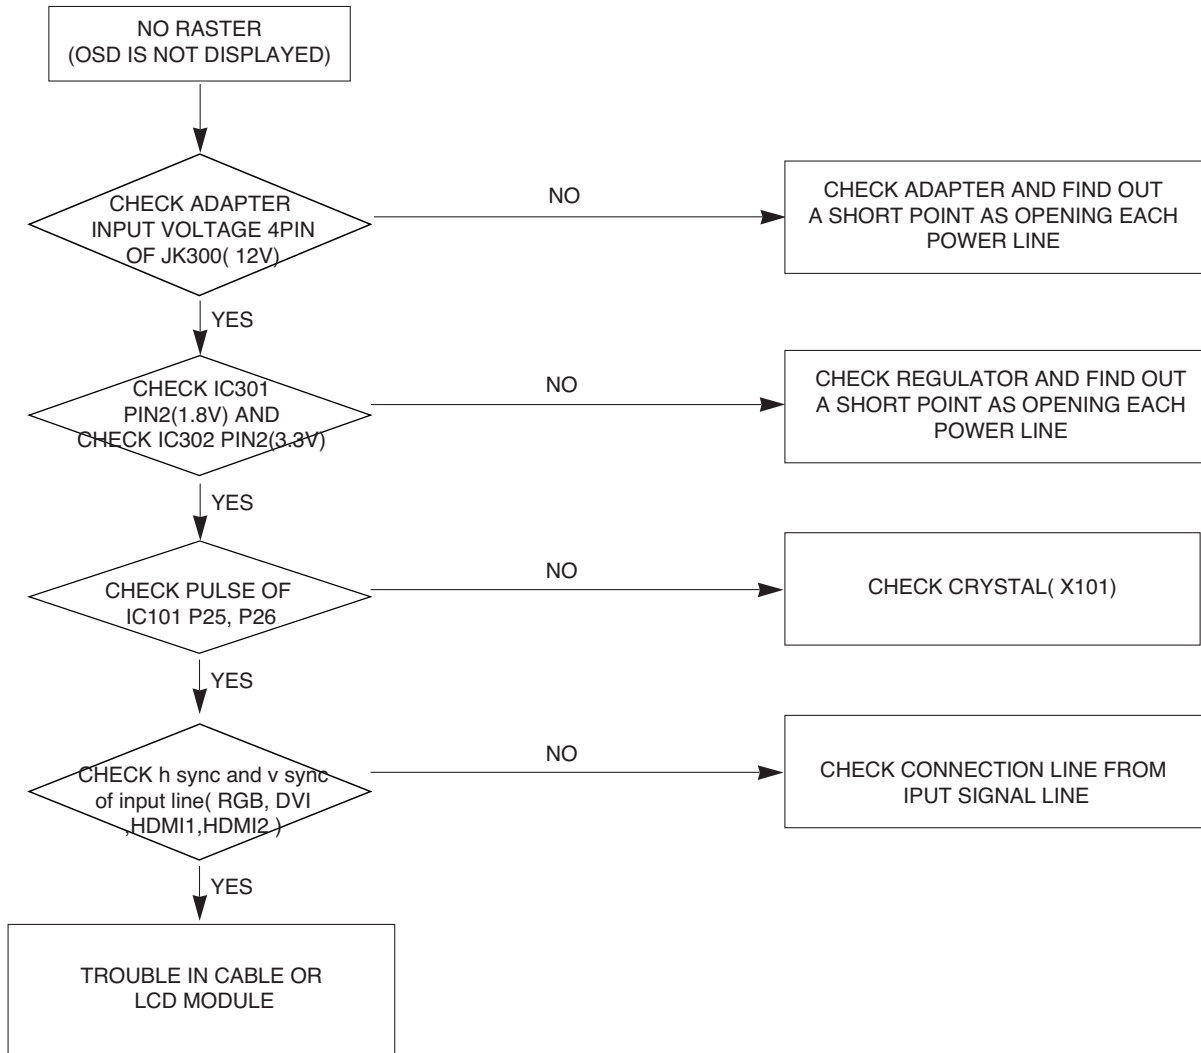 NO RASTER
(OSD IS NOT DISPLAYED)
CHECK ADAPTER
INPUT VOLTAGE 4PIN
OF JK300( 12V)
NO
CHECK ADAPTER AND FIND OUT
A SHORT POINT AS OPENING EACH
POWER LINE
YES
CHECK IC301
PIN2(1.8V) AND
CHECK IC302 PIN2(3.3V)
NO
CHECK REGULATOR AND FIND OUT
A SHORT POINT AS OPENING EACH
POWER LINE
YES
CHECK PULSE OF
IC101 P25, P26
NO
CHECK CRYSTAL( X101)
YES
CHECK h sync and v sync
of input line( RGB, DVI
,HDMI1,HDMI2 )
NO
CHECK CONNECTION LINE FROM
IPUT SIGNAL LINE
YES
TROUBLE IN CABLE OR
LCD MODULE